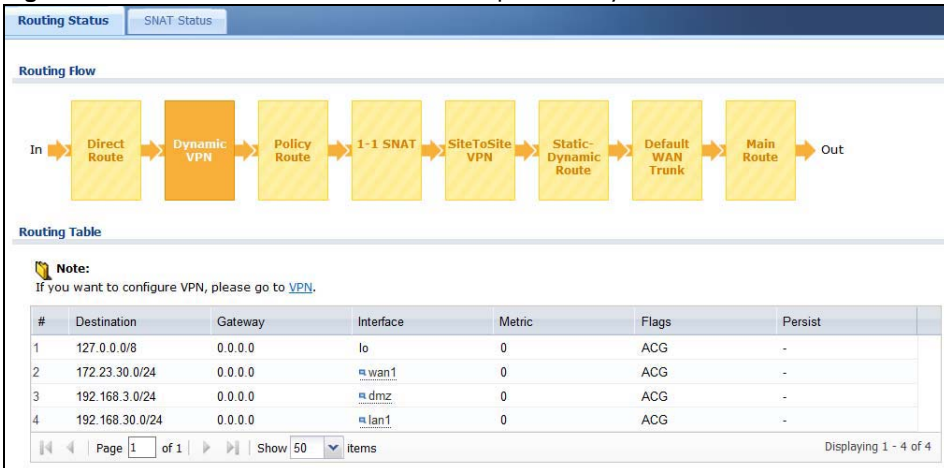 Routing Status SNAT Status
Routing Flow
In Direct Route Dynamic VPN Policy Route 1-1 SNAT SiteToSite VPN Static-Dynamic Route Default WAN Trunk Main Route Out
Routing Table
Note:
If you want to configure VPN, please go to VPN.
# Destination Gateway Interface Metric Flags Persist
1 127.0.0.0/8 0.0.0.0 lo 0 ACG -
2 172.23.30.0/24 0.0.0.0 wan1 0 ACG -
3 192.168.3.0/24 0.0.0.0 dmz 0 ACG -
4 192.168.30.0/24 0.0.0.0 lan1 0 ACG -
Page 1 of 1 Show 50 items Displaying 1 - 4 of 4